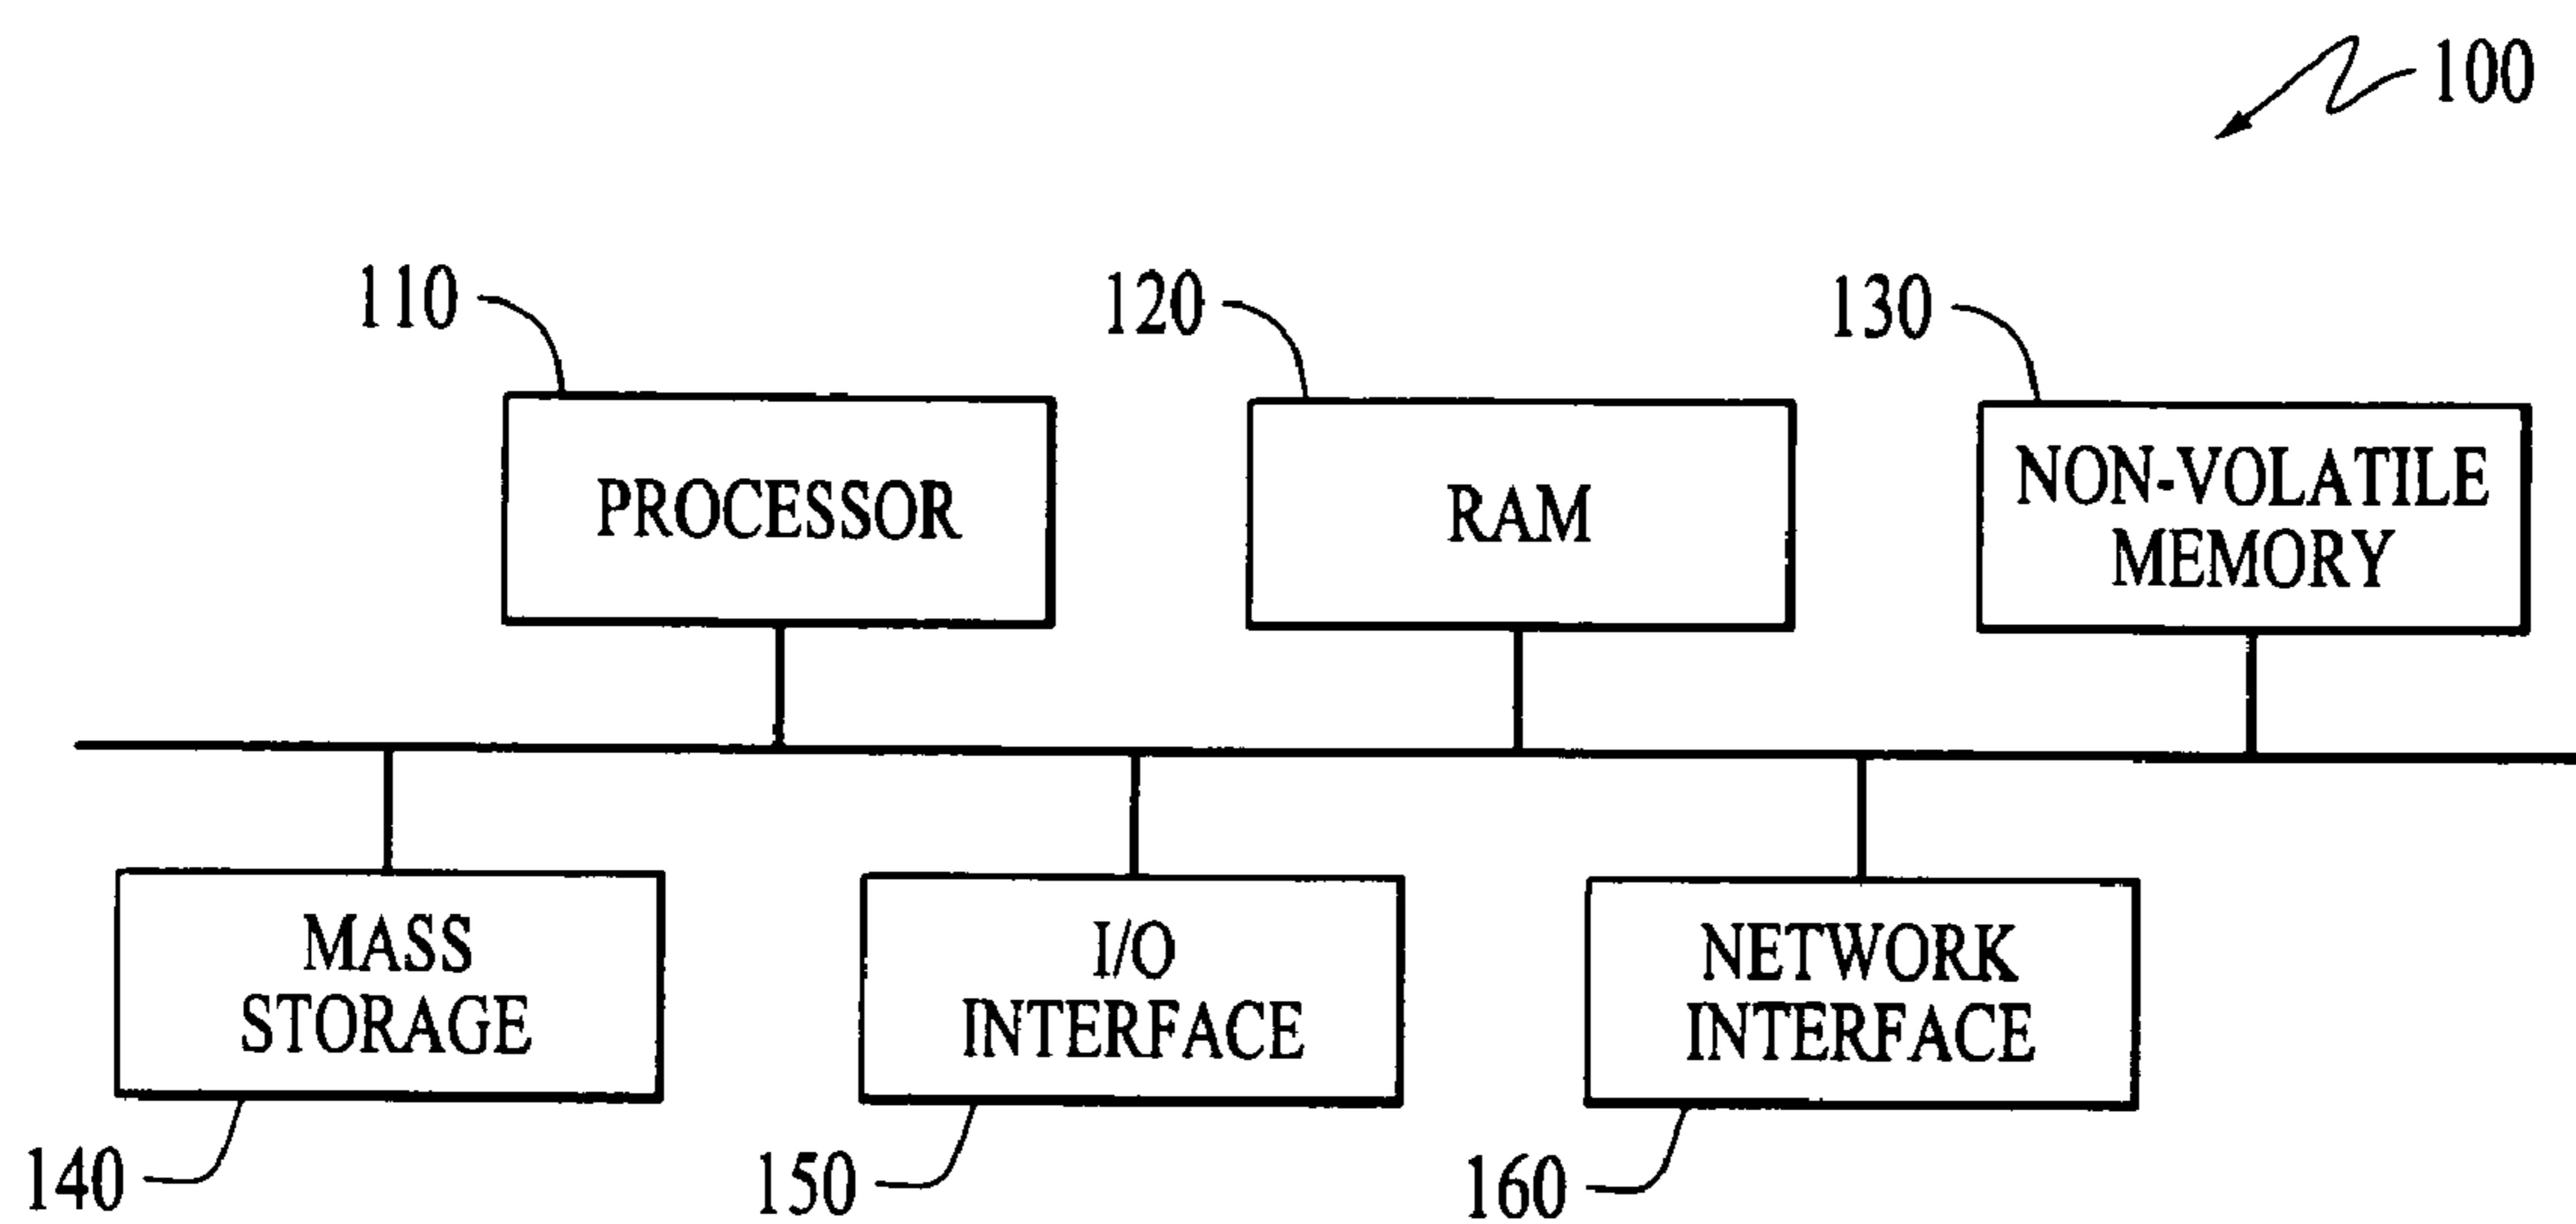 100
110
120
130
PROCESSOR
RAM
NON-VOLATILE
MEMORY
MASS
STORAGE
I/O
INTERFACE
NETWORK
INTERFACE
140
150
160